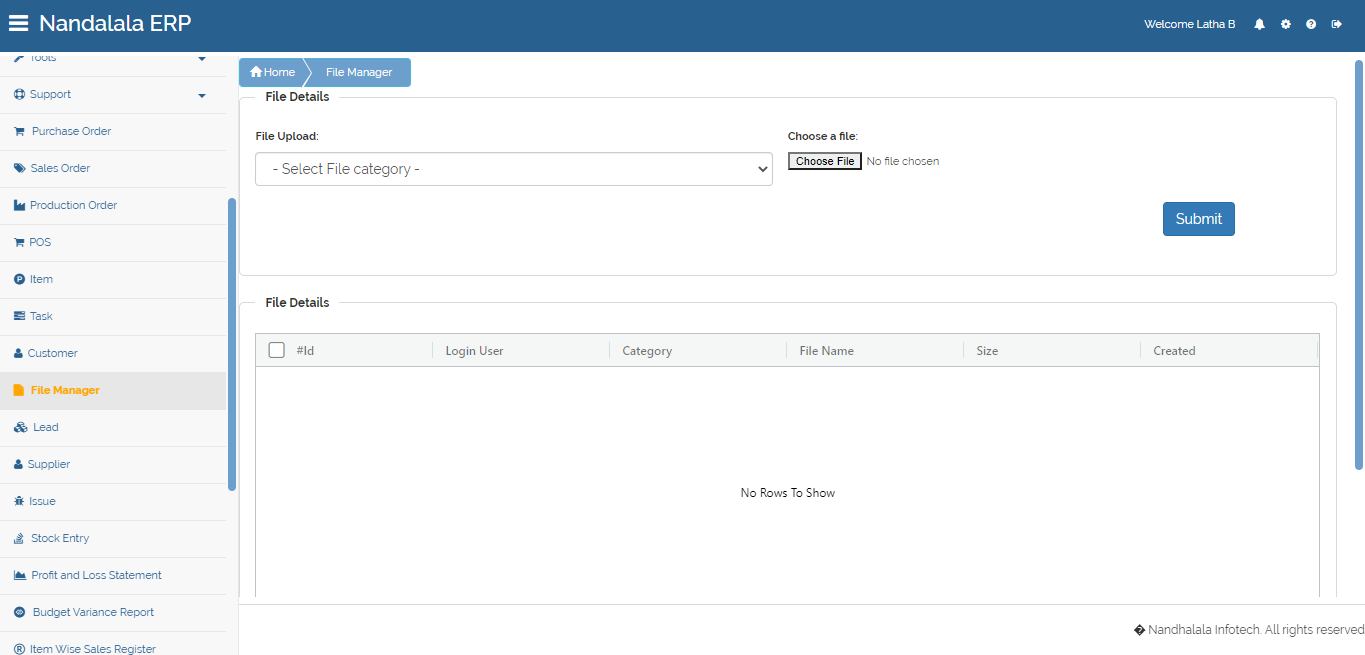 Nandalala ERP
Welcome Latha B
Tools
Support
Purchase Order
Sales Order
Production Order
POS
Item
Task
Customer
File Manager
Lead
Supplier
Issue
Stock Entry
Profit and Loss Statement
Budget Variance Report
Item Wise Sales Register
Home File Manager
File Details
File Upload: Choose a file:
- Select File category - Choose File No file chosen
Submit
File Details
#Id Login User Category File Name Size Created
No Rows To Show
� Nandhalala Infotech. All rights reserved